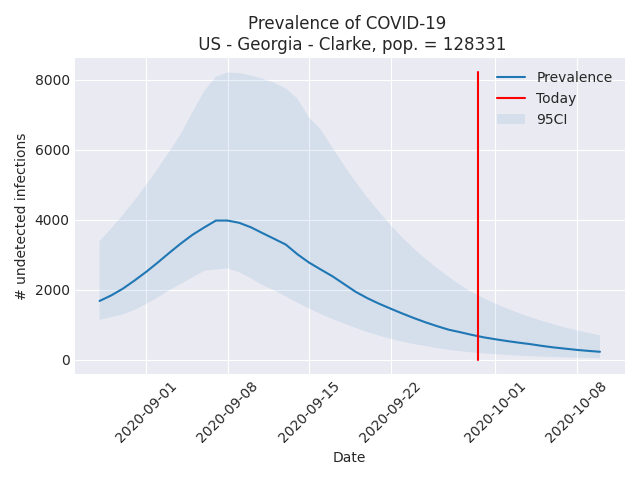 Prevalence of COVID-19
US - Georgia - Clarke, pop. = 128331
Prevalence
Today
95CI
8000
6000
4000
2000
0
# undetected infections
2020-09-01
2020-09-08
2020-09-15
2020-09-22
2020-10-01
2020-10-08
Date